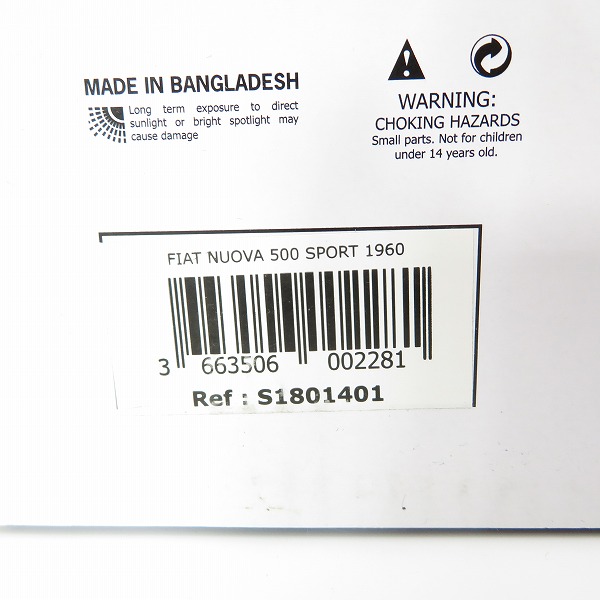 MADE IN BANGLADESH
Long term exposure to direct
sunlight or bright spotlight may
cause damage
WARNING:
CHOKING HAZARDS
Small parts. Not for children
under 14 years old.
FIAT NUOVA 500 SPORT 1960
3 663506 002281
Ref : S1801401